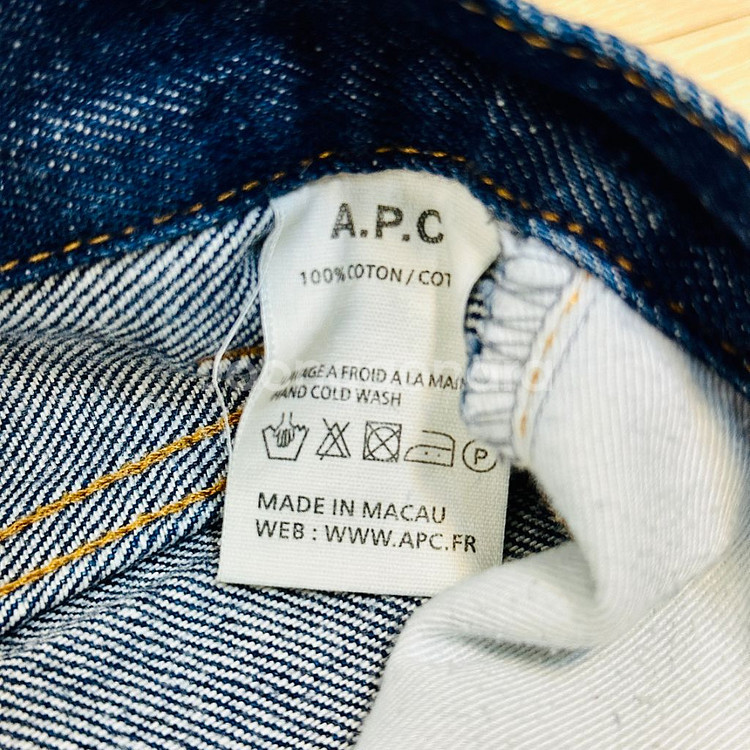 A.P.C
100% COTON / COT
LAVAGE A FROID A LA MAIN
HAND COLD WASH
P
MADE IN MACAU
WEB : WWW.APC.FR